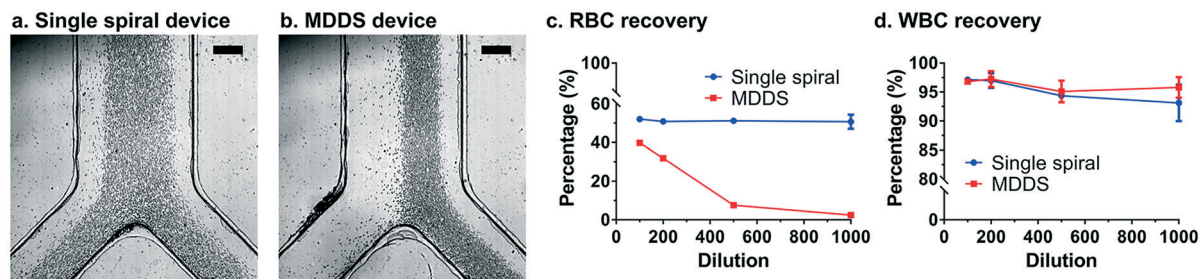 a. Single spiral device
b. MDDS device
c. RBC recovery
d. WBC recovery
Percentage (%)
100
60
40
20
0
Single spiral
MDDS
0 200 400 600 800 1000
Dilution
Percentage (%)
100
95
90
85
80
0
Single spiral
MDDS
0 200 400 600 800 1000
Dilution